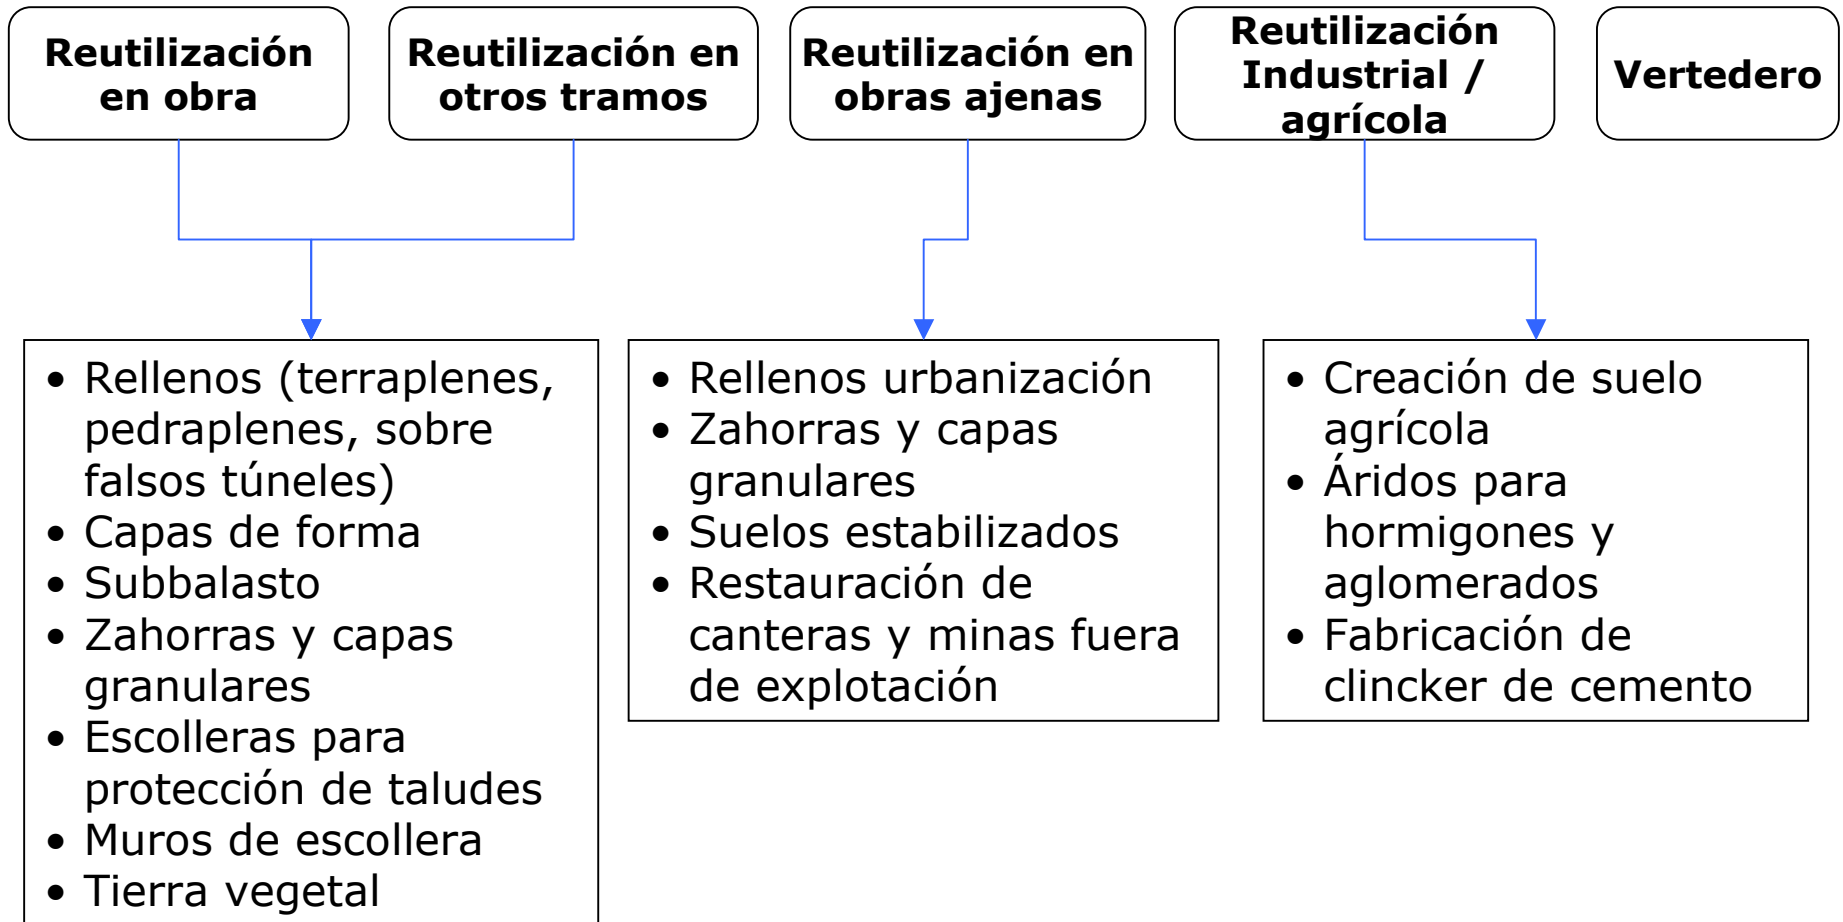 Reutilización
en obra
Reutilización en
otros tramos
Reutilización en
obras ajenas
Reutilización
Industrial /
agrícola
Vertedero
• Rellenos (terraplenes,
pedraplenes, sobre
falsos túneles)
• Capas de forma
• Subbalasto
• Zahorras y capas
granulares
• Escolleras para
protección de taludes
• Muros de escollera
• Tierra vegetal
• Rellenos urbanización
• Zahorras y capas
granulares
• Suelos estabilizados
• Restauración de
canteras y minas fuera
de explotación
• Creación de suelo
agrícola
• Áridos para
hormigones y
aglomerados
• Fabricación de
clincker de cemento